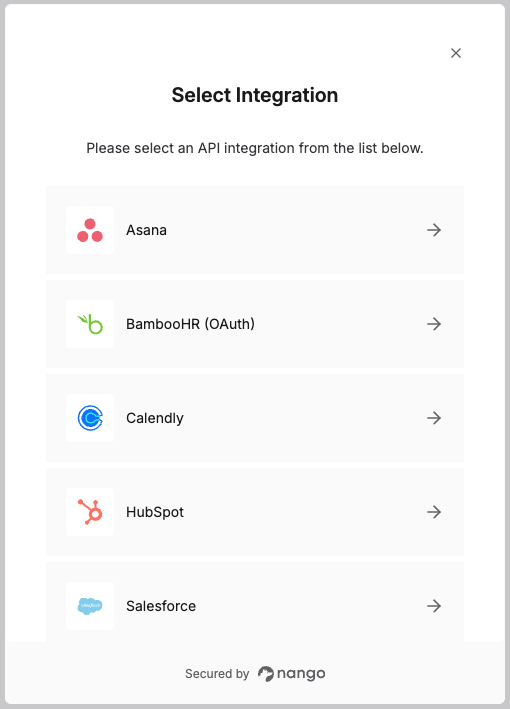 Select Integration
Please select an API integration from the list below.
Asana
BambooHR (OAuth)
Calendly
HubSpot
salesforce
Salesforce
Secured by nango